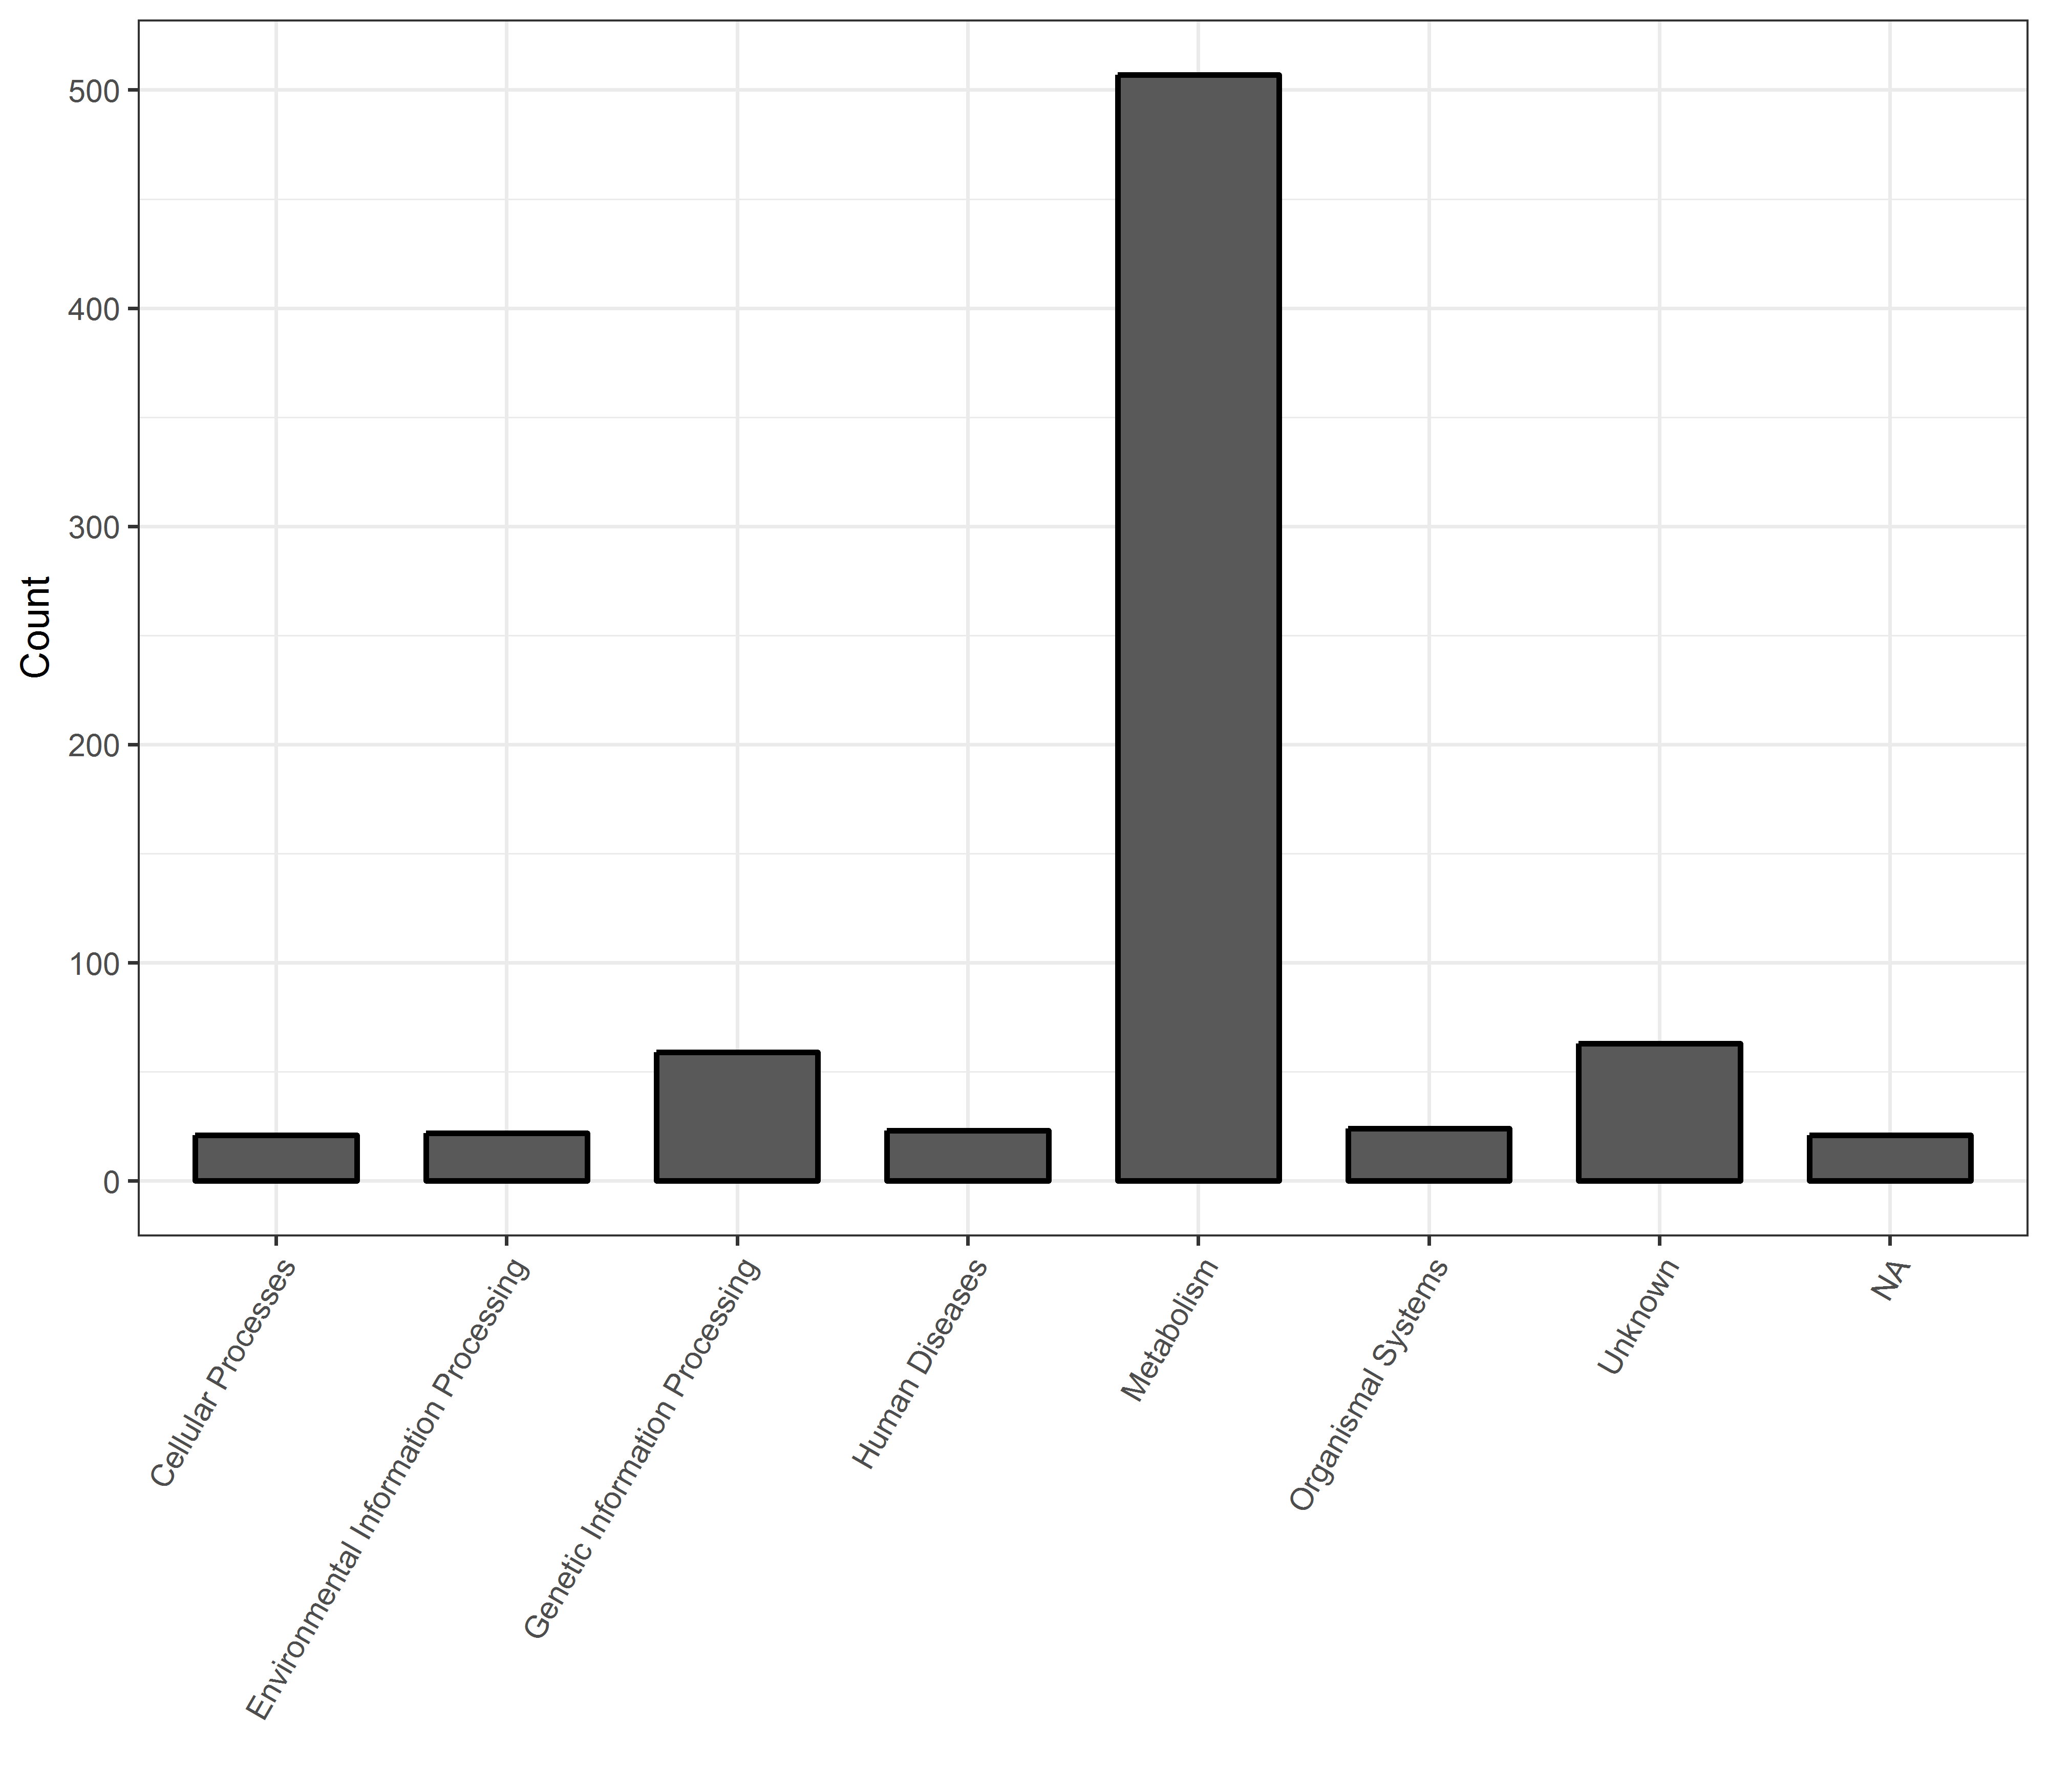 Count
500
400
300
200
100
0
Cellular Processes
Environmental Information Processing
Genetic Information Processing
Human Diseases
Metabolism
Organismal Systems
Unknown
NA